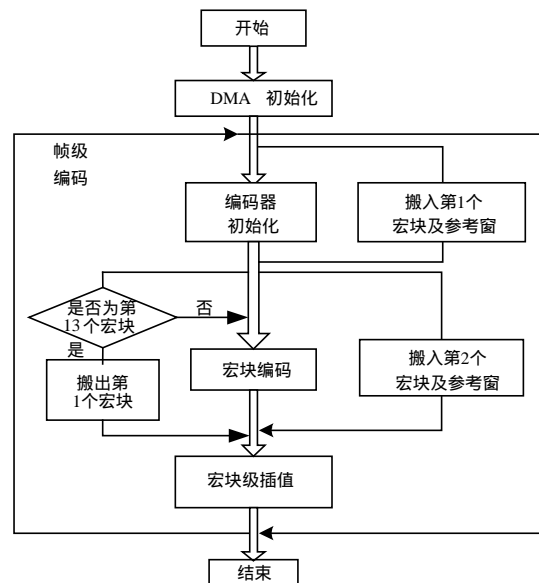 开始
DMA 初始化
帧级
编码
编码器
初始化
搬入第1个
宏块及参考窗
是否为第
13个宏块
否
是
搬出第
1个宏块
宏块编码
搬入第2个
宏块及参考窗
宏块级插值
结束